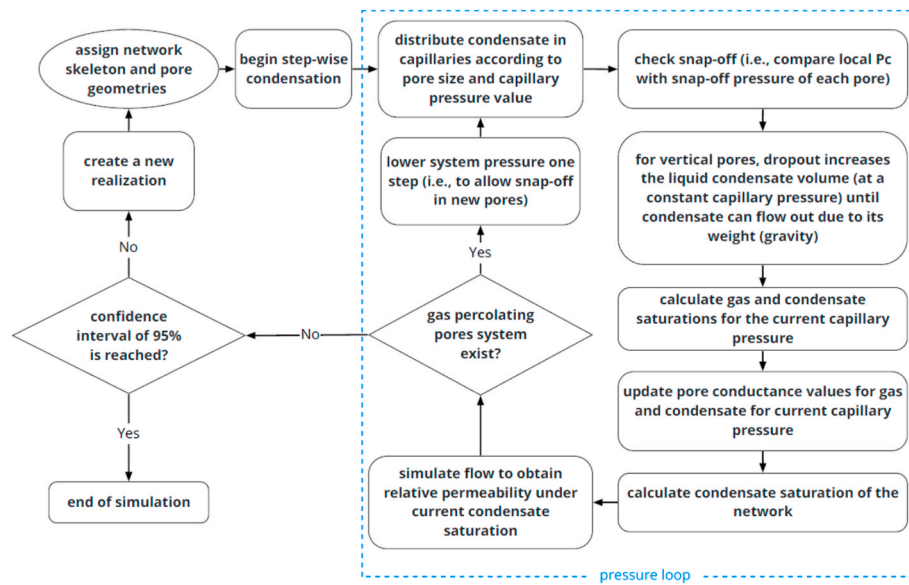 assign network
skeleton and pore
geometries
begin step-wise
condensation
distribute condensate in
capillaries according to
pore size and capillary
pressure value
check snap-off (i.e., compare local Pc
with snap-off pressure of each pore)
create a new
realization
lower system pressure one
step (i.e., to allow snap-off
in new pores)
for vertical pores, dropout increases
the liquid condensate volume (at a
constant capillary pressure) until
condensate can flow out due to its
weight (gravity)
No
Yes
confidence
interval of 95%
is reached?
No
gas percolating
pores system
exist?
calculate gas and condensate
saturations for the current capillary
pressure
update pore conductance values for gas
and condensate for current capillary
pressure
Yes
end of simulation
simulate flow to obtain
relative permeability under
current condensate
saturation
calculate condensate saturation of the
network
pressure loop